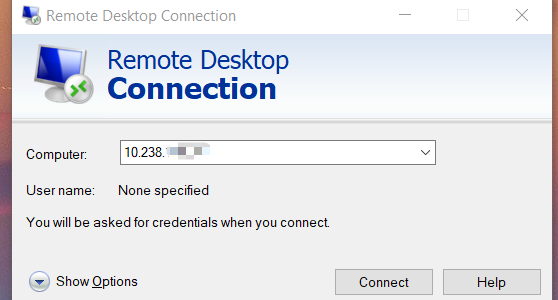 Remote Desktop Connection
Remote Desktop
Connection
Computer: 10.238.
User name: None specified
You will be asked for credentials when you connect.
Show Options Connect Help